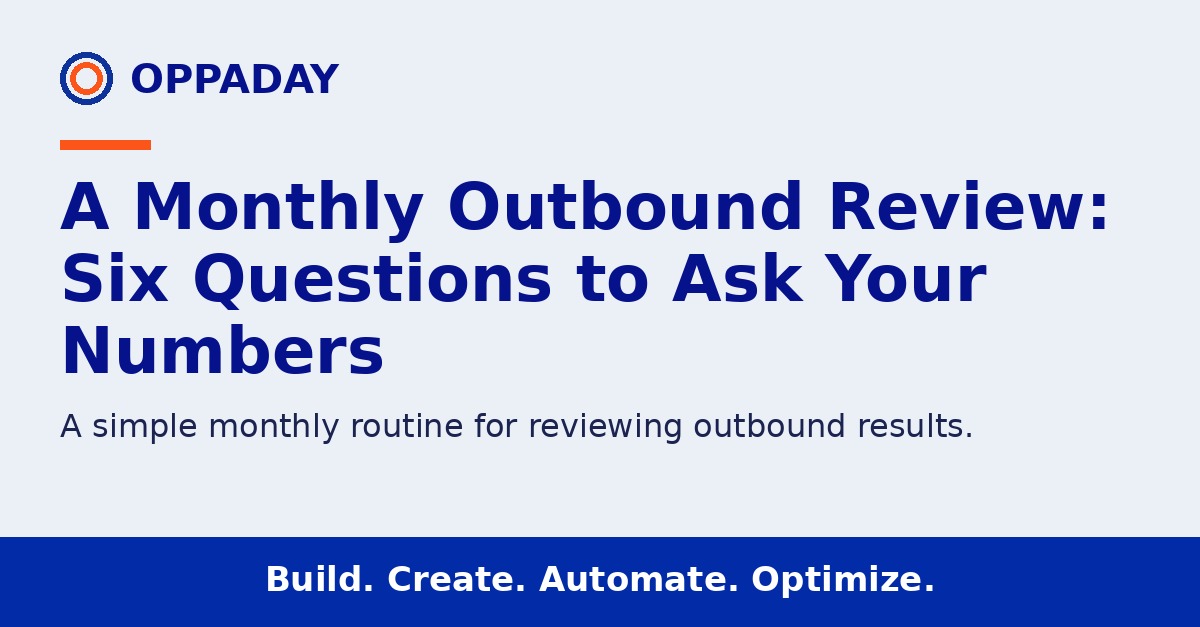 OPPADAY
A Monthly Outbound Review:
Six Questions to Ask Your
Numbers
A simple monthly routine for reviewing outbound results.
Build. Create. Automate. Optimize.